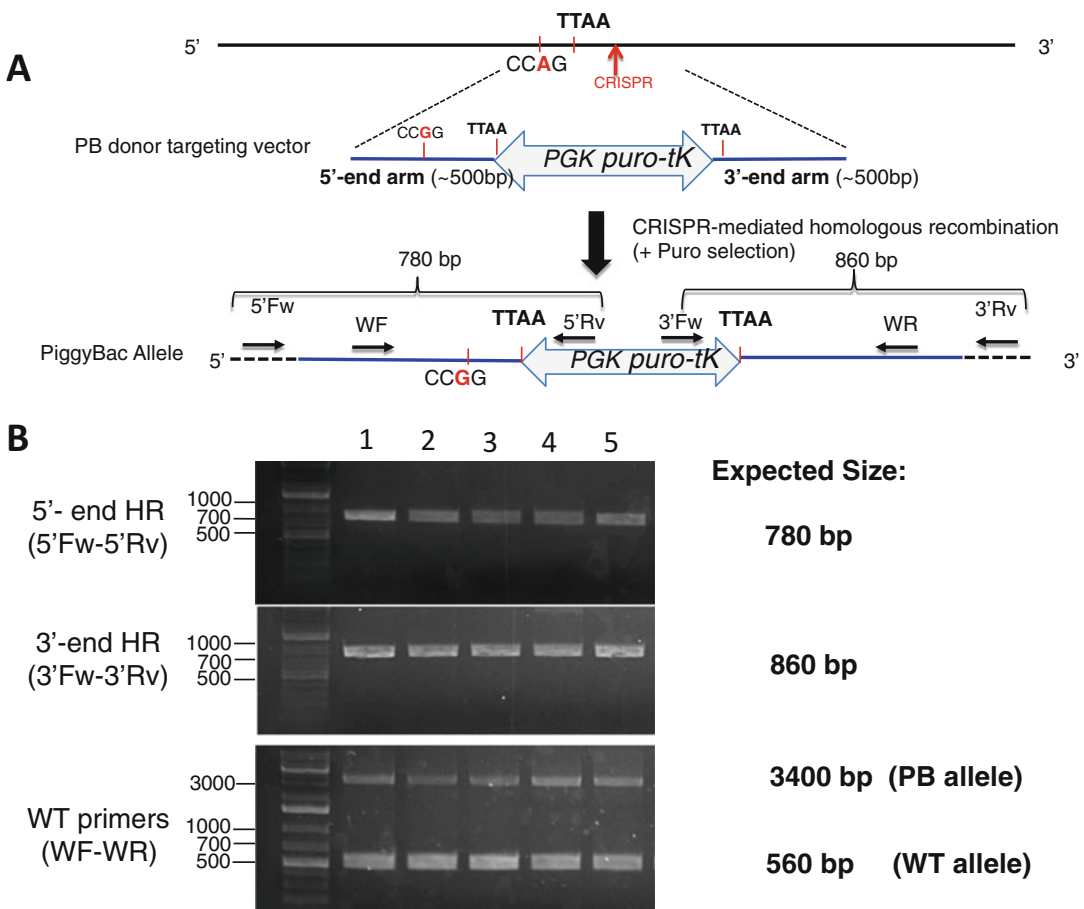 A
TTAA
5’
3’
CCAG
CRISPR
PB donor targeting vector
CCGG
TTAA
TTAA
PGK puro-tK
5’-end arm (~500bp)
3’-end arm (~500bp)
CRISPR-mediated homologous recombination
(+ Puro selection)
780 bp
860 bp
5’Fw
WF
TTAA
5’Rv
3’Fw
TTAA
WR
3’Rv
PiggyBac Allele
5’
PGK puro-tK
3’
CCGG
B
1 2 3 4 5
Expected Size:
5’- end HR
(5’Fw-5’Rv)
1000
700
500
780 bp
3’-end HR
(3’Fw-3’Rv)
1000
700
500
860 bp
WT primers
(WF-WR)
3000
1000
700
500
3400 bp (PB allele)
560 bp (WT allele)